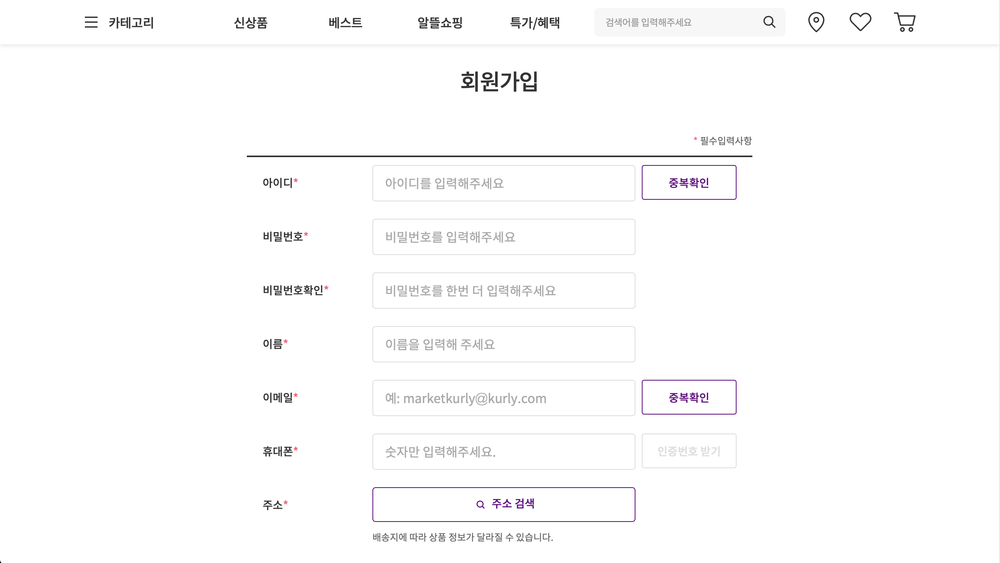 카테고리 신상품 베스트 알뜰쇼핑 특가/혜택 검색어를 입력해주세요
회원가입
* 필수입력사항
아이디* 아이디를 입력해주세요 중복확인
비밀번호* 비밀번호를 입력해주세요
비밀번호확인* 비밀번호를 한번 더 입력해주세요
이름* 이름을 입력해 주세요
이메일* 예: marketkurly@kurly.com 중복확인
휴대폰* 숫자만 입력해주세요. 인증번호 받기
주소* 주소 검색
배송지에 따라 상품 정보가 달라질 수 있습니다.